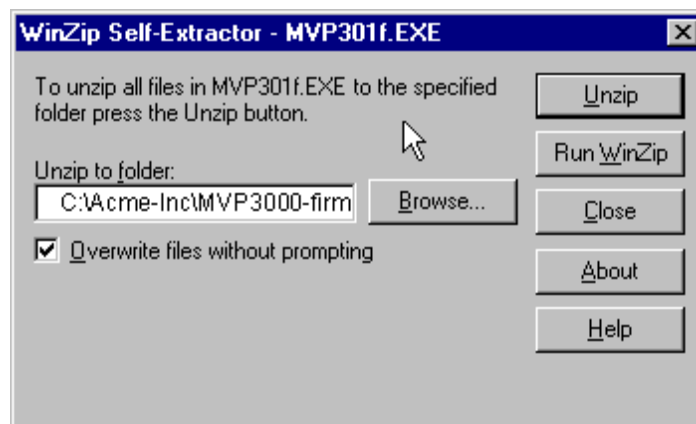 WinZip Self-Extractor - MVP301f.EXE
To unzip all files in MVP301f.EXE to the specified
folder press the Unzip button.
Unzip to folder:
C:\Acme-Inc\MVP3000-firm
Browse...
Overwrite files without prompting
Unzip
Run WinZip
Close
About
Help